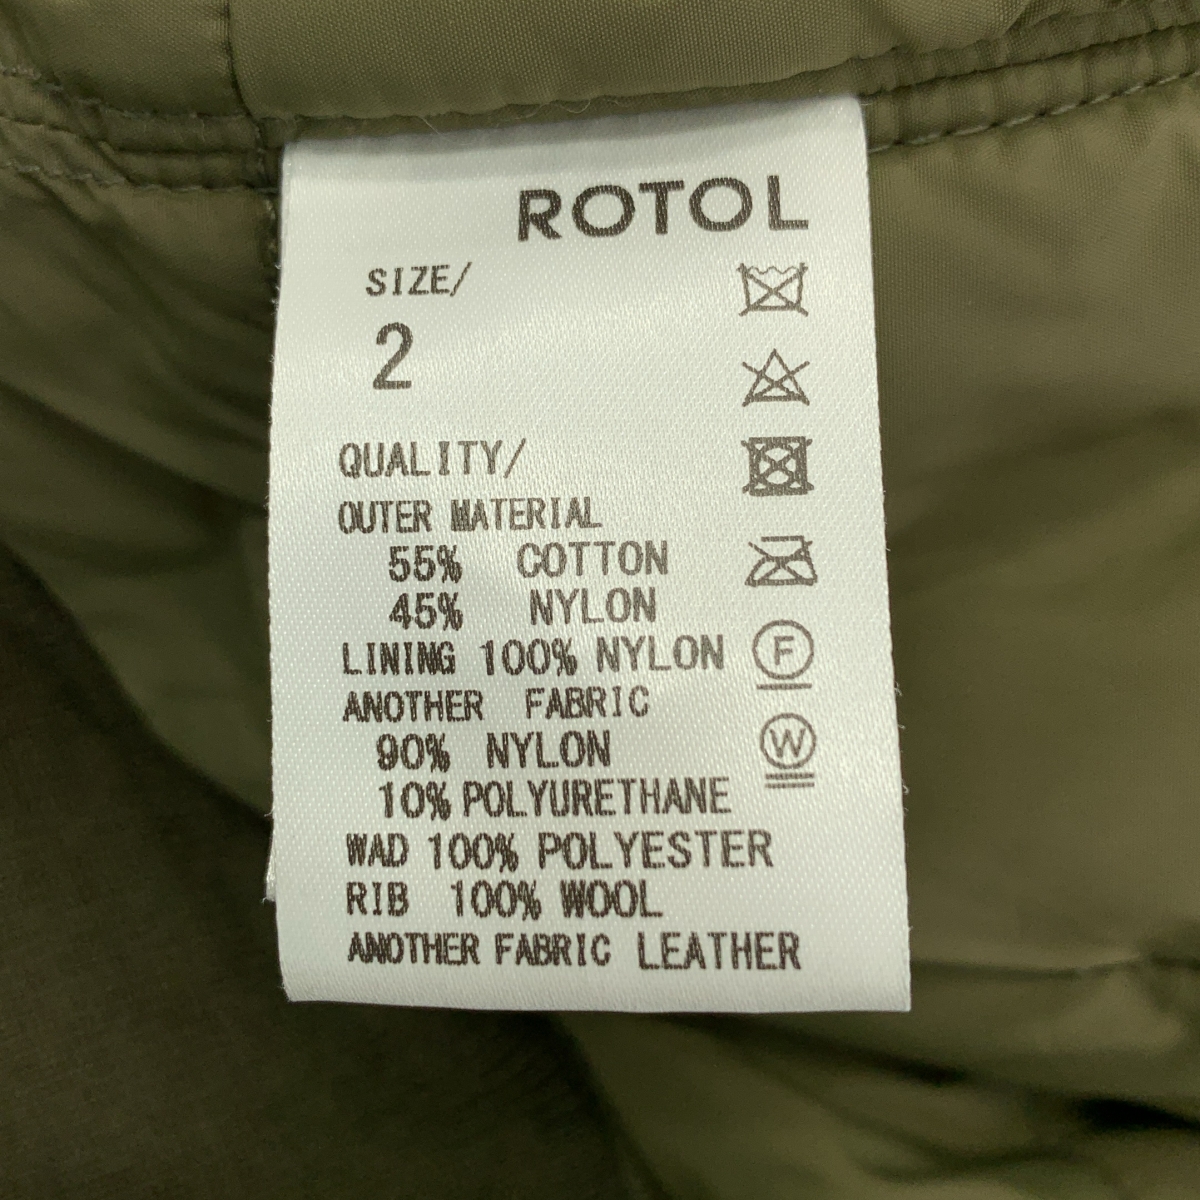 ROTOL
SIZE/
2
QUALITY/
OUTER MATERIAL
55% COTTON
45% NYLON
LINING 100% NYLON
ANOTHER FABRIC
90% NYLON
10% POLYURETHANE
WAD 100% POLYESTER
RIB 100% WOOL
ANOTHER FABRIC LEATHER
F
W